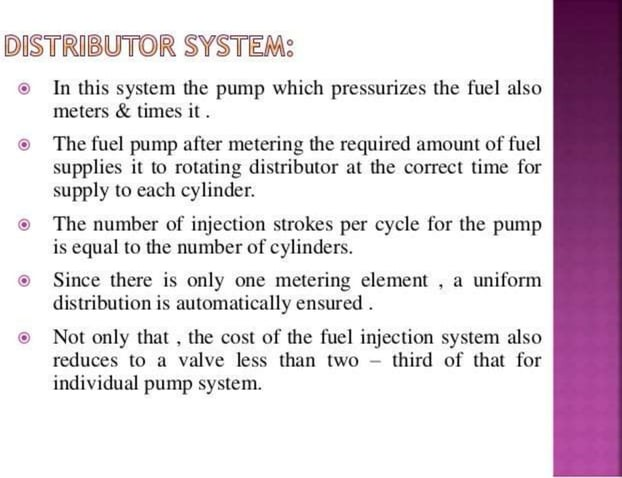 DISTRIBUTOR SYSTEM:
In this system the pump which pressurizes the fuel also
meters & times it .
The fuel pump after metering the required amount of fuel
supplies it to rotating distributor at the correct time for
supply to each cylinder.
The number of injection strokes per cycle for the pump
is equal to the number of cylinders.
Since there is only one metering element , a uniform
distribution is automatically ensured .
Not only that , the cost of the fuel injection system also
reduces to a valve less than two – third of that for
individual pump system.